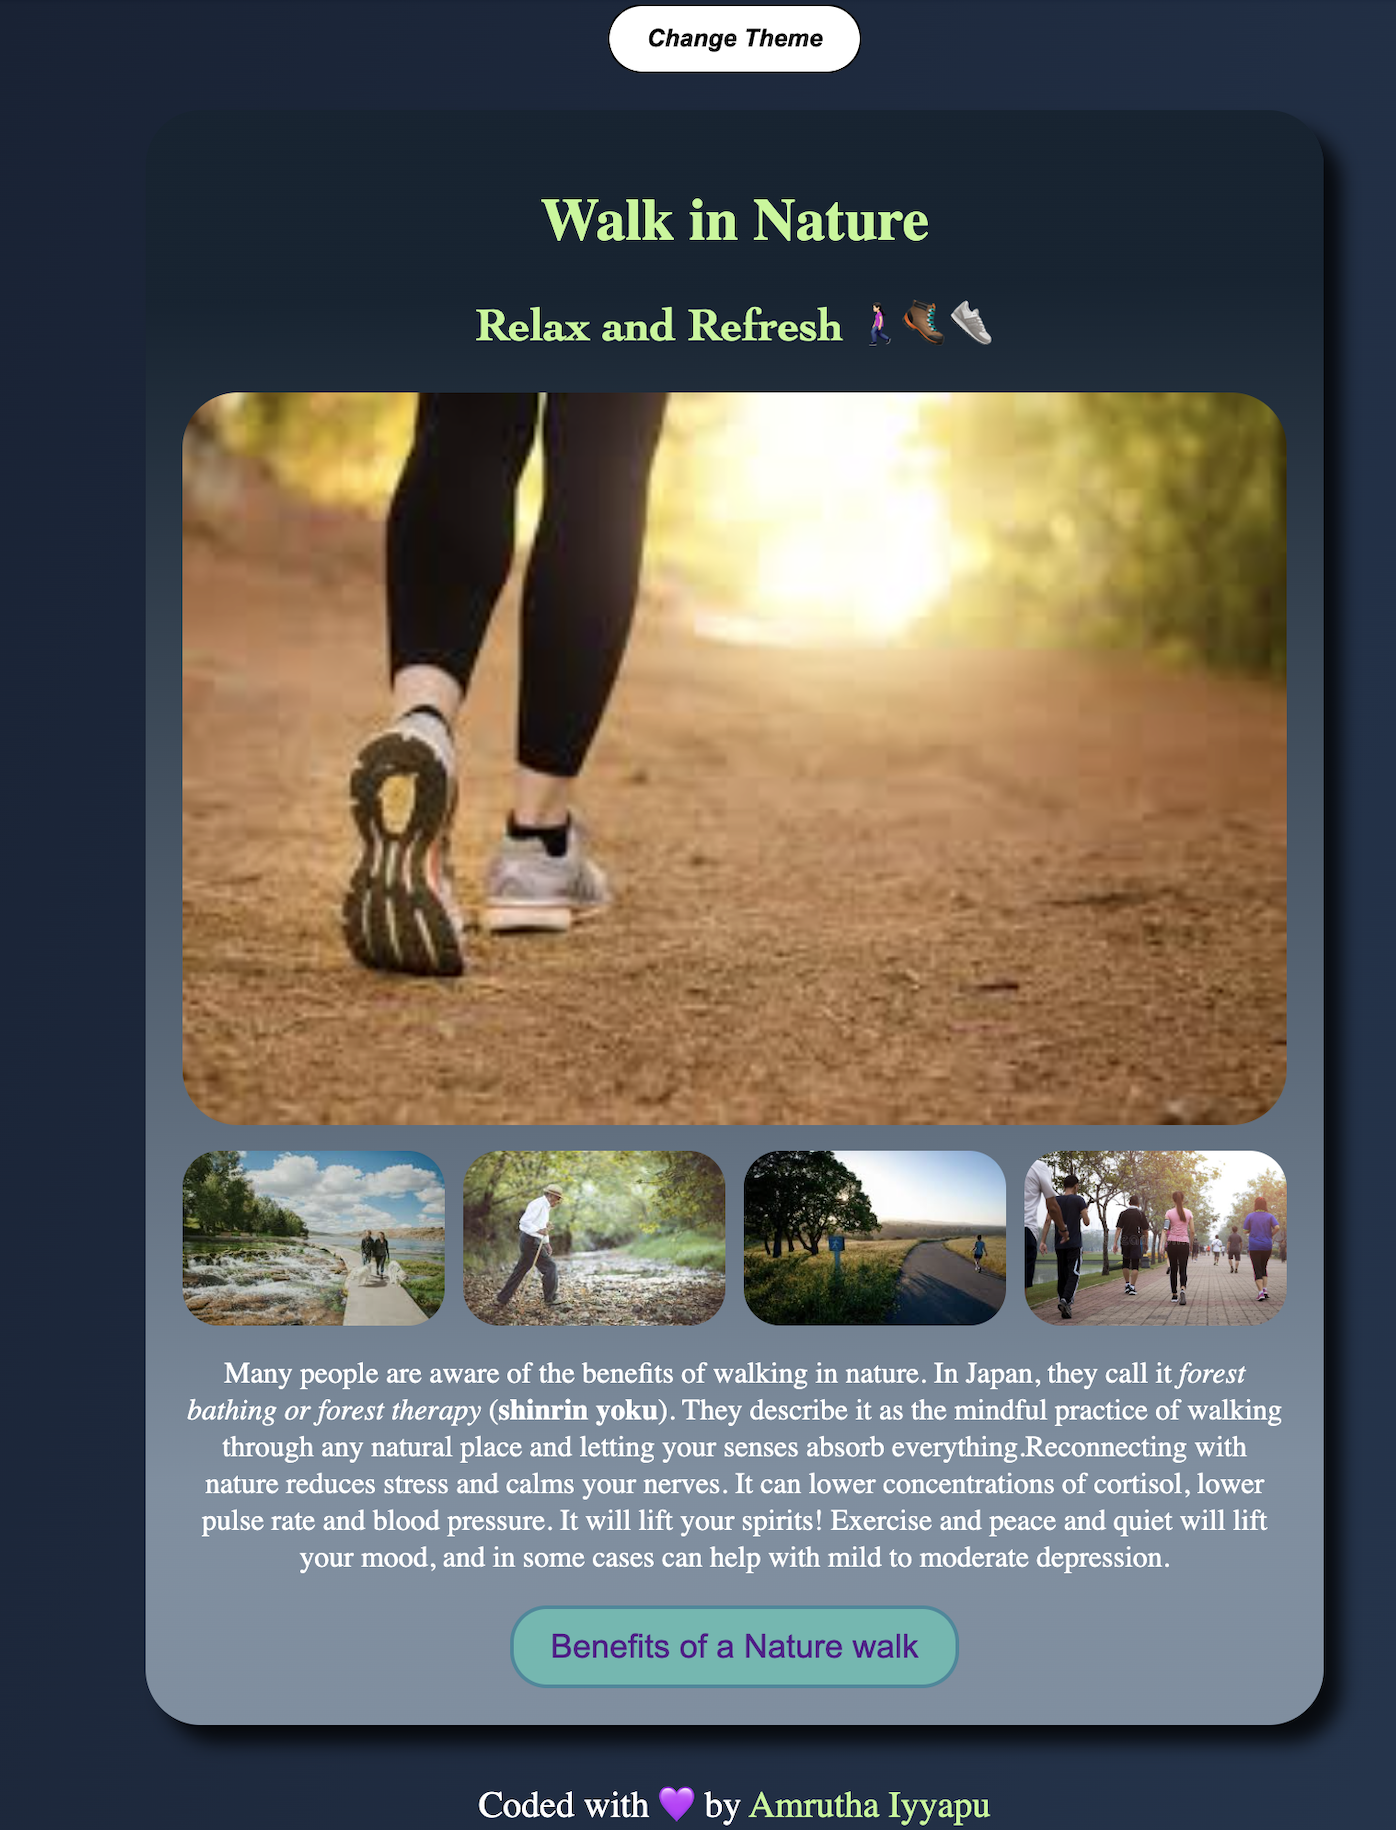 Change Theme
Walk in Nature
Relax and Refresh 🚶‍♀️🥾👟
Many people are aware of the benefits of walking in nature. In Japan, they call it forest
bathing or forest therapy (shinrin yoku). They describe it as the mindful practice of walking
through any natural place and letting your senses absorb everything.Reconnecting with
nature reduces stress and calms your nerves. It can lower concentrations of cortisol, lower
pulse rate and blood pressure. It will lift your spirits! Exercise and peace and quiet will lift
your mood, and in some cases can help with mild to moderate depression.
Benefits of a Nature walk
Coded with 💜 by Amrutha Iyyapu